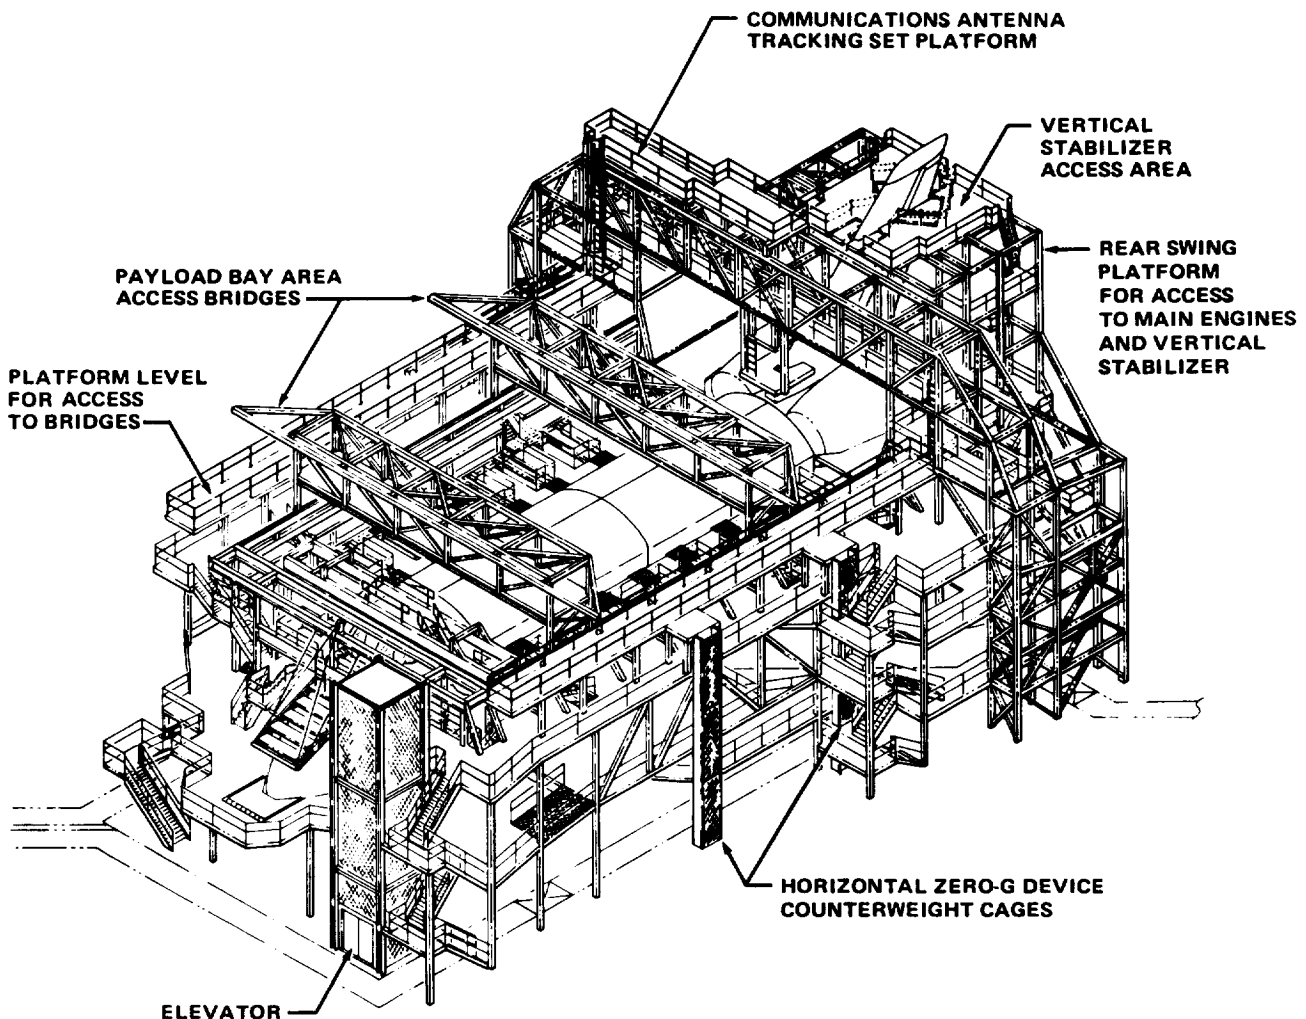 COMMUNICATIONS ANTENNA
TRACKING SET PLATFORM
VERTICAL
STABILIZER
ACCESS AREA
REAR SWING
PLATFORM
FOR ACCESS
TO MAIN ENGINES
AND VERTICAL
STABILIZER
PAYLOAD BAY AREA
ACCESS BRIDGES
PLATFORM LEVEL
FOR ACCESS
TO BRIDGES
HORIZONTAL ZERO-G DEVICE
COUNTERWEIGHT CAGES
ELEVATOR